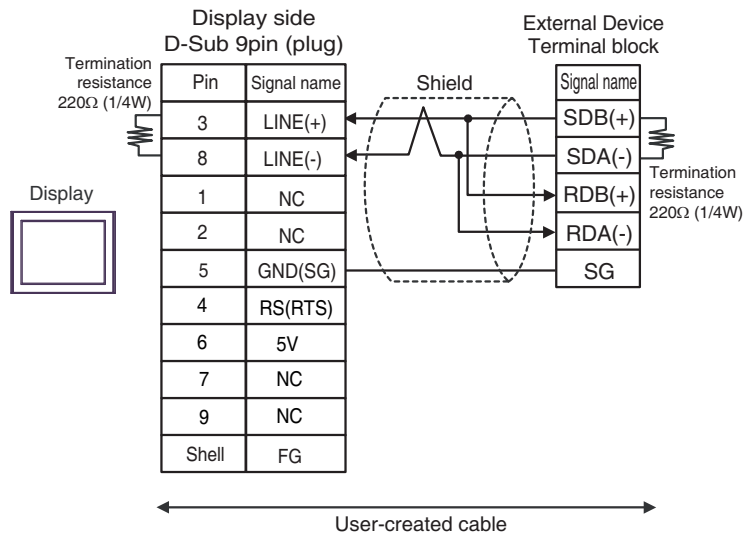 Display side
D-Sub 9pin (plug)
External Device
Terminal block
Termination
resistance
220Ω (1/4W)
Pin
Signal name
Shield
Signal name
3
LINE(+)
SDB(+)
8
LINE(-)
SDA(-)
Termination
resistance
220Ω (1/4W)
Display
1
NC
RDB(+)
2
NC
RDA(-)
5
GND(SG)
SG
4
RS(RTS)
6
5V
7
NC
9
NC
Shell
FG
User-created cable